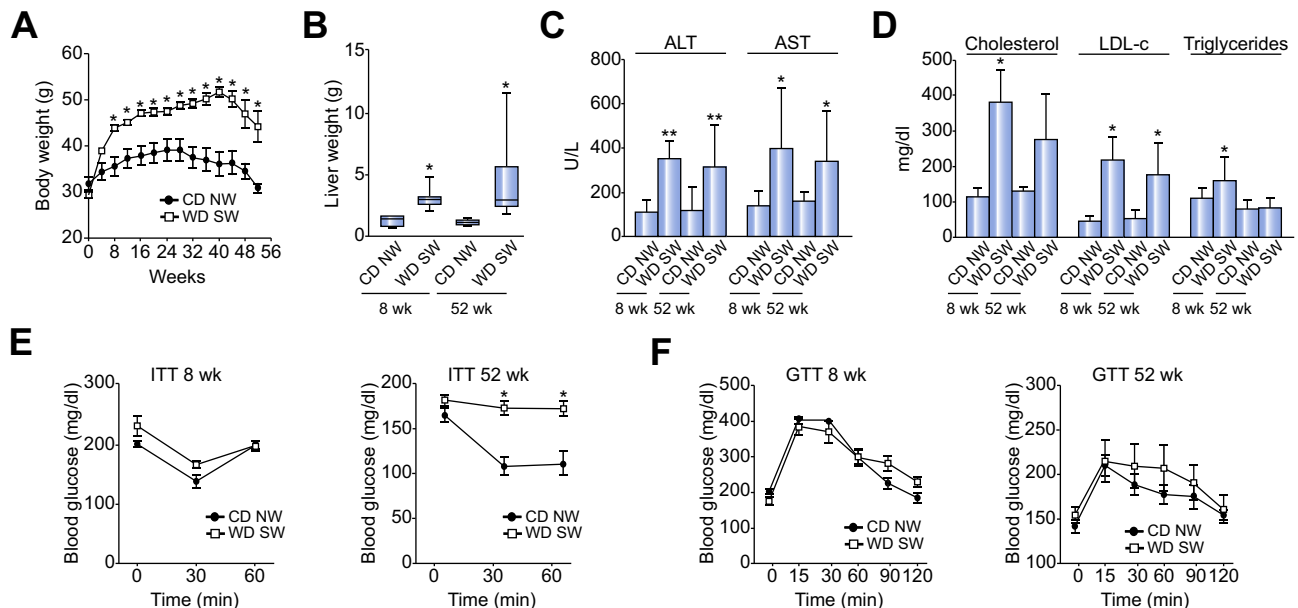 A
Body weight (g)
60
50
40
30
20
* * * * * * * * * * * *
CD NW
WD SW
0 8 16 24 32 40 48 56
Weeks
B
Liver weight (g)
15
10
5
0
*
*
CD NW
WD SW
CD NW
WD SW
8 wk 52 wk
C
ALT AST
U/L
800
600
400
200
0
** ** * *
CD NW
WD SW
CD NW
WD SW
CD NW
WD SW
CD NW
WD SW
8 wk 52 wk 8 wk 52 wk
D
Cholesterol LDL-c Triglycerides
mg/dl
500
400
300
200
100
0
* * * *
CD NW
WD SW
CD NW
WD SW
CD NW
WD SW
CD NW
WD SW
CD NW
WD SW
CD NW
WD SW
8 wk 52 wk 8 wk 52 wk 8 wk 52 wk
E
ITT 8 wk
Blood glucose (mg/dl)
300
200
100
0
CD NW
WD SW
0 30 60
Time (min)
ITT 52 wk
Blood glucose (mg/dl)
200
150
100
50
0
* *
CD NW
WD SW
0 30 60
Time (min)
F
GTT 8 wk
Blood glucose (mg/dl)
500
400
300
200
100
0
CD NW
WD SW
0 15 30 60 90 120
Time (min)
GTT 52 wk
Blood glucose (mg/dl)
300
250
200
150
100
CD NW
WD SW
0 15 30 60 90 120
Time (min)